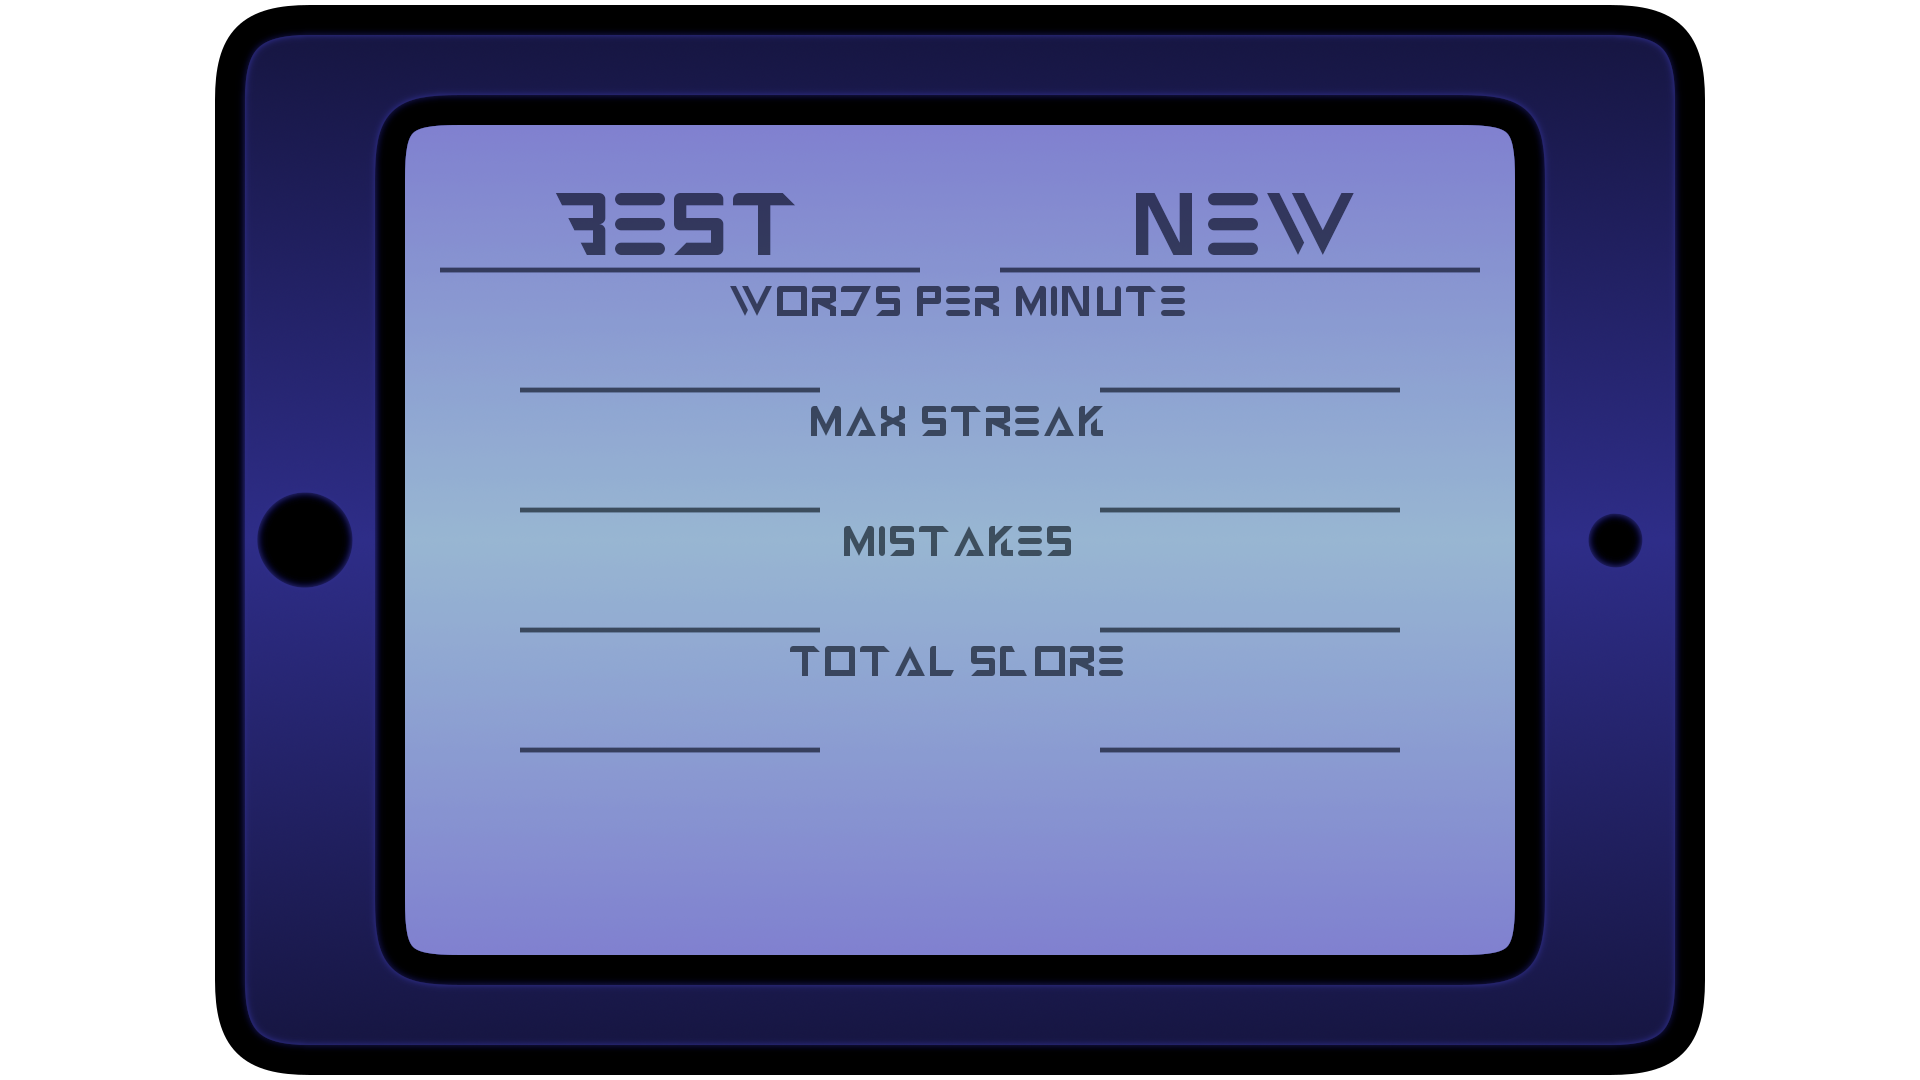 BEST NEW
WORDS PER MINUTE
MAX STREAK
MISTAKES
TOTAL SCORE